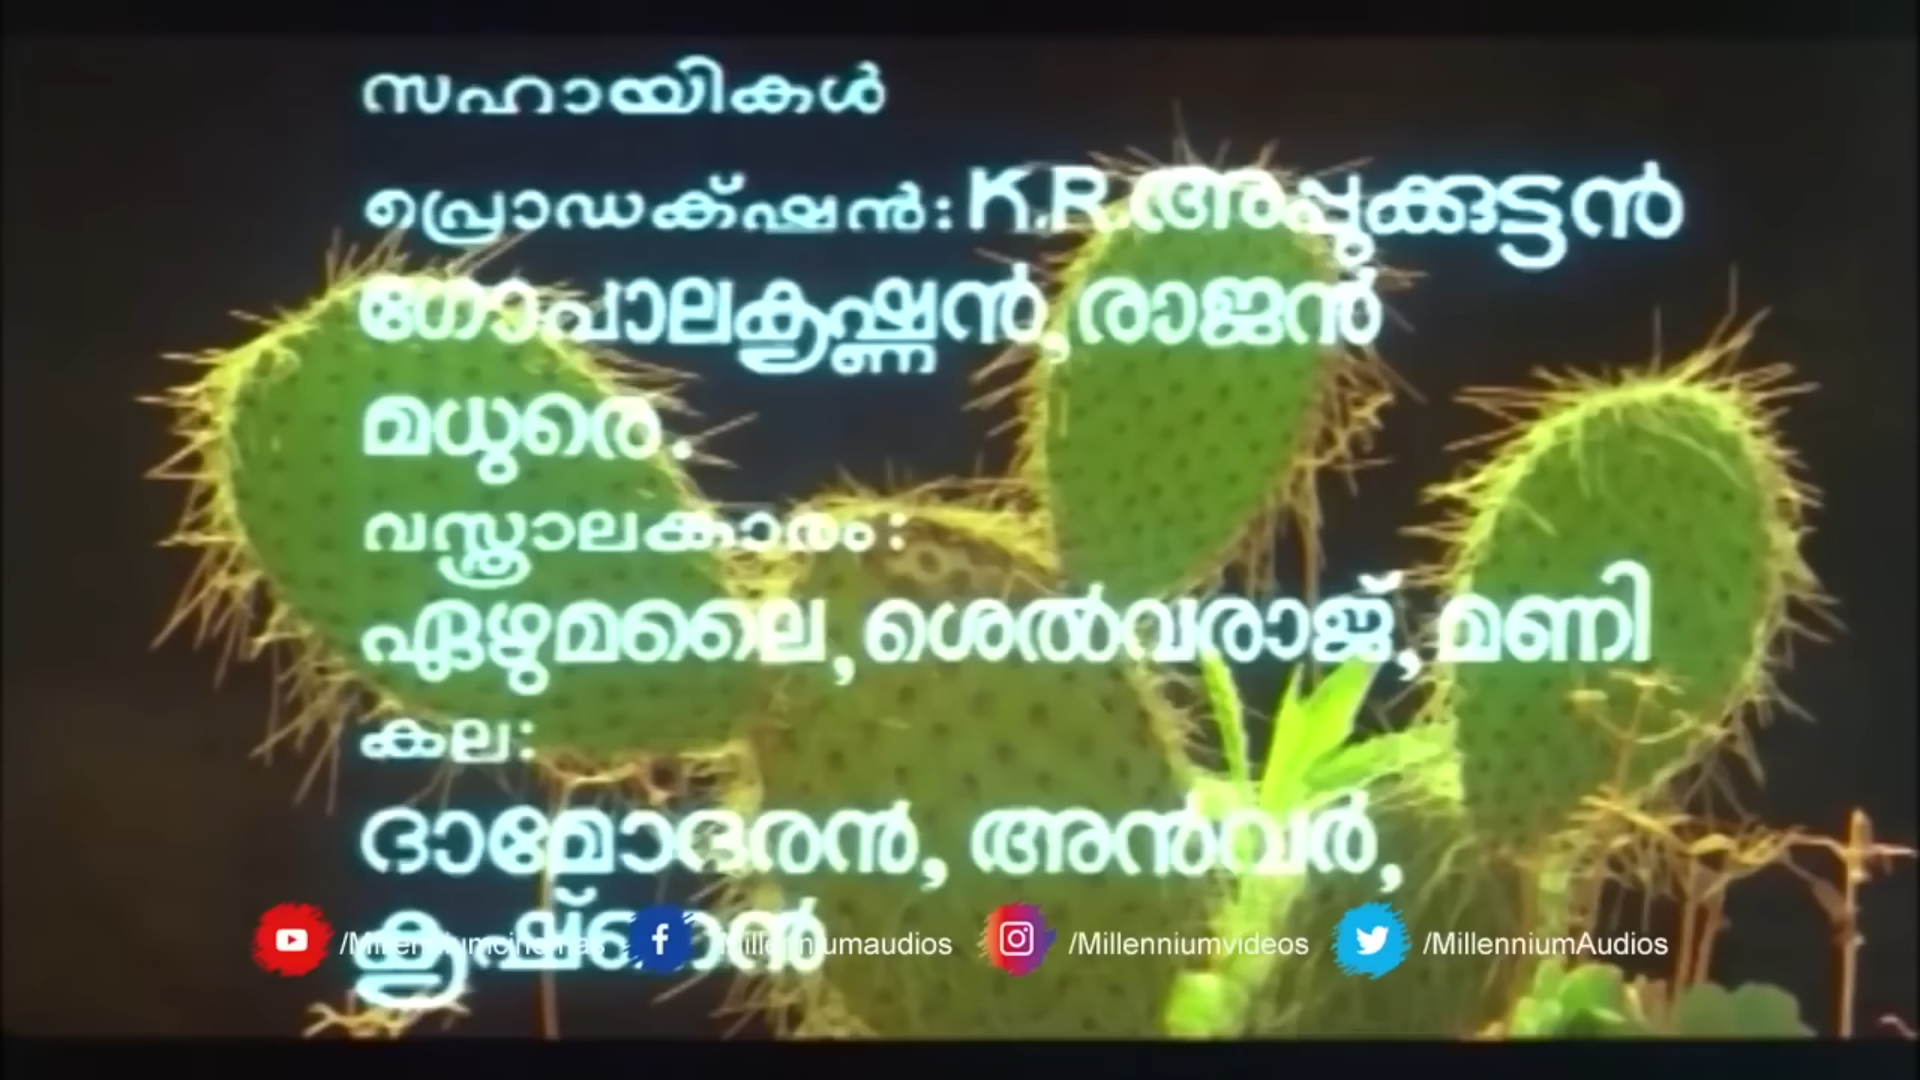 സഹായികൾ
പ്രൊഡക്ഷൻ: K.R. അപ്പുക്കുട്ടൻ
ഗോപാലകൃഷ്ണൻ, രാജൻ
മധുരൈ.
വസ്ത്രാലങ്കാരം:
ഏഴുമലൈ, ശെൽവരാജ്, മണി
കല:
ദാമോദരൻ, അൻവർ,
/Millenniumcinemas /Millenniumaudios /Millenniumvideos /MillenniumAudios